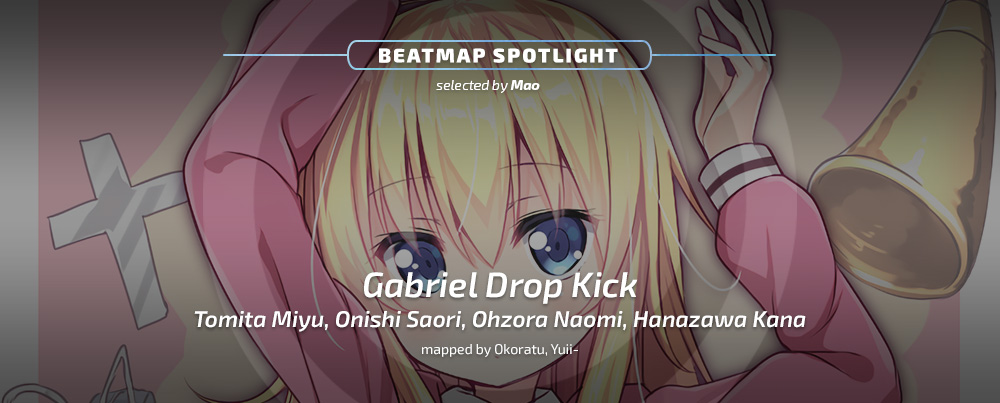 BEATMAP SPOTLIGHT
selected by Mao
Gabriel Drop Kick
Tomita Miyu, Onishi Saori, Ohzora Naomi, Hanazawa Kana
mapped by Okoratu, Yuii-